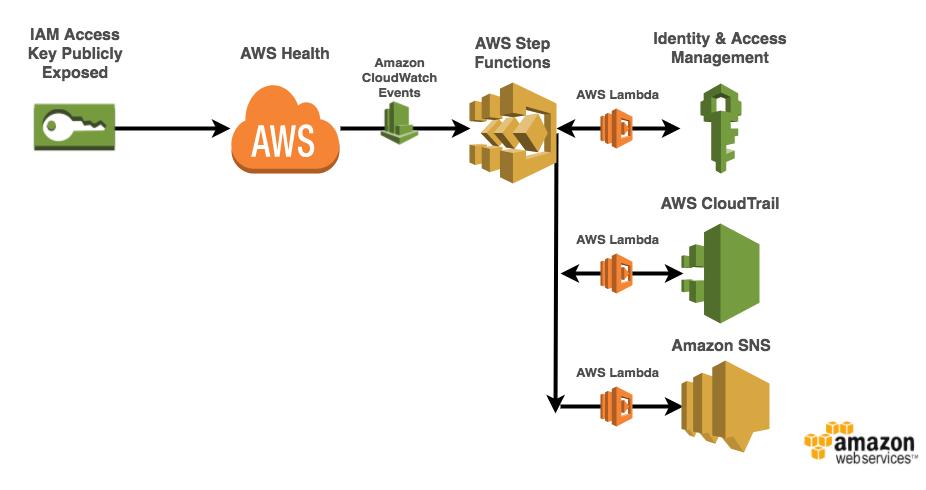 IAM Access
Key Publicly
Exposed
AWS Health
AWS
Amazon
CloudWatch
Events
AWS Step
Functions
AWS Lambda
Identity & Access
Management
AWS Lambda
AWS CloudTrail
AWS Lambda
Amazon SNS
amazon
webservices™